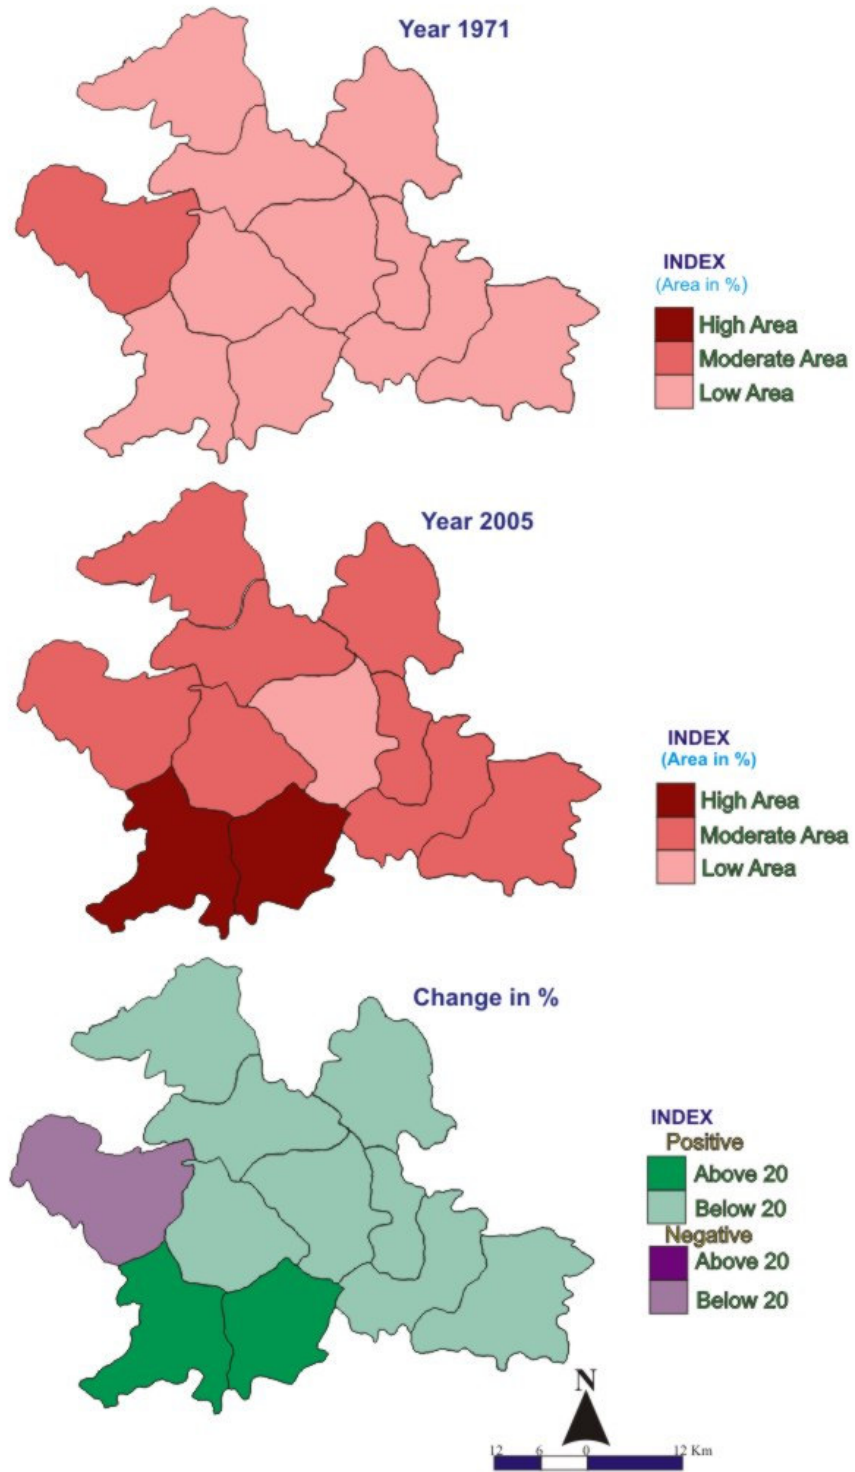 Year 1971
INDEX
(Area in %)
High Area
Moderate Area
Low Area
Year 2005
INDEX
(Area in %)
High Area
Moderate Area
Low Area
Change in %
INDEX
Positive
Above 20
Below 20
Negative
Above 20
Below 20
N
12 6 0 12 Km